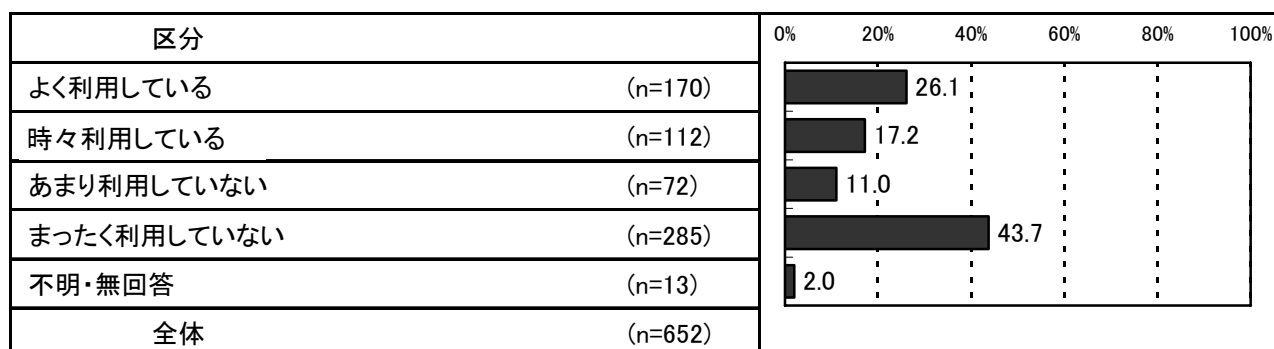 区分 0% 20% 40% 60% 80% 100%
よく利用している (n=170) 26.1
時々利用している (n=112) 17.2
あまり利用していない (n=72) 11.0
まったく利用していない (n=285) 43.7
不明・無回答 (n=13) 2.0
全体 (n=652)